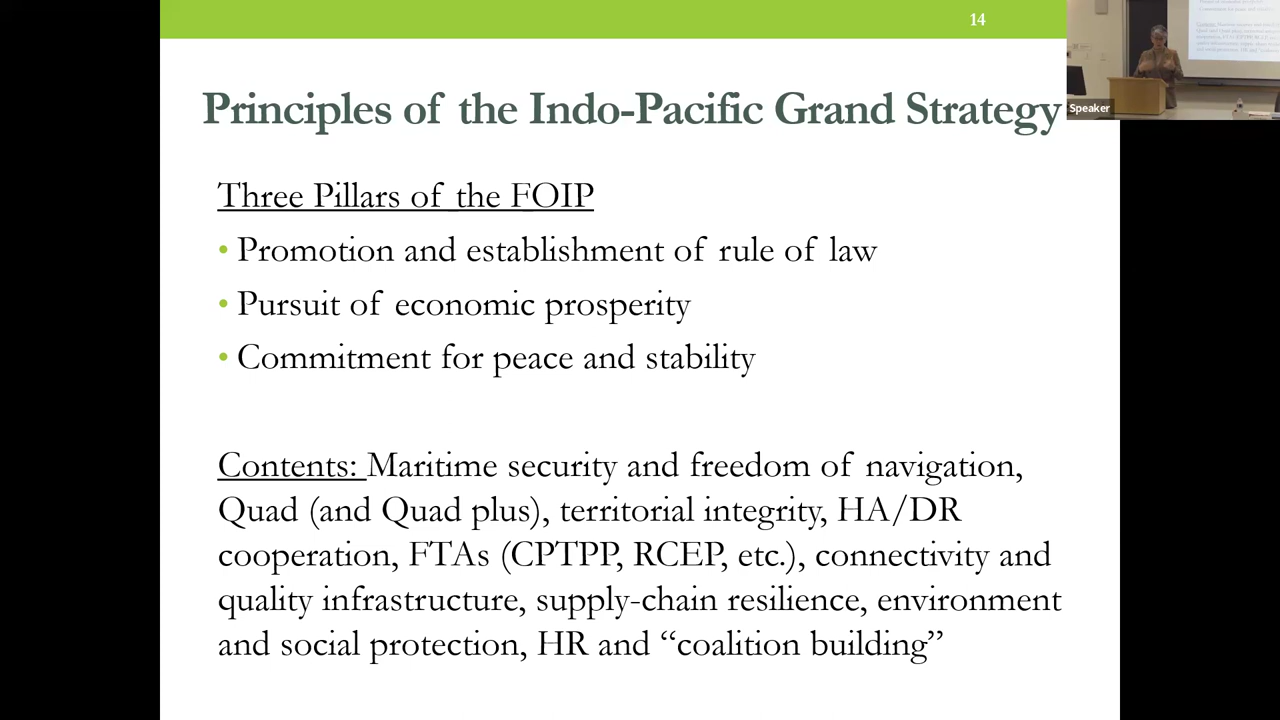 14
Principles of the Indo-Pacific Grand Strategy
Speaker
Three Pillars of the FOIP
• Promotion and establishment of rule of law
• Pursuit of economic prosperity
• Commitment for peace and stability
Contents: Maritime security and freedom of navigation,
Quad (and Quad plus), territorial integrity, HA/DR
cooperation, FTAs (CPTPP, RCEP, etc.), connectivity and
quality infrastructure, supply-chain resilience, environment
and social protection, HR and “coalition building”